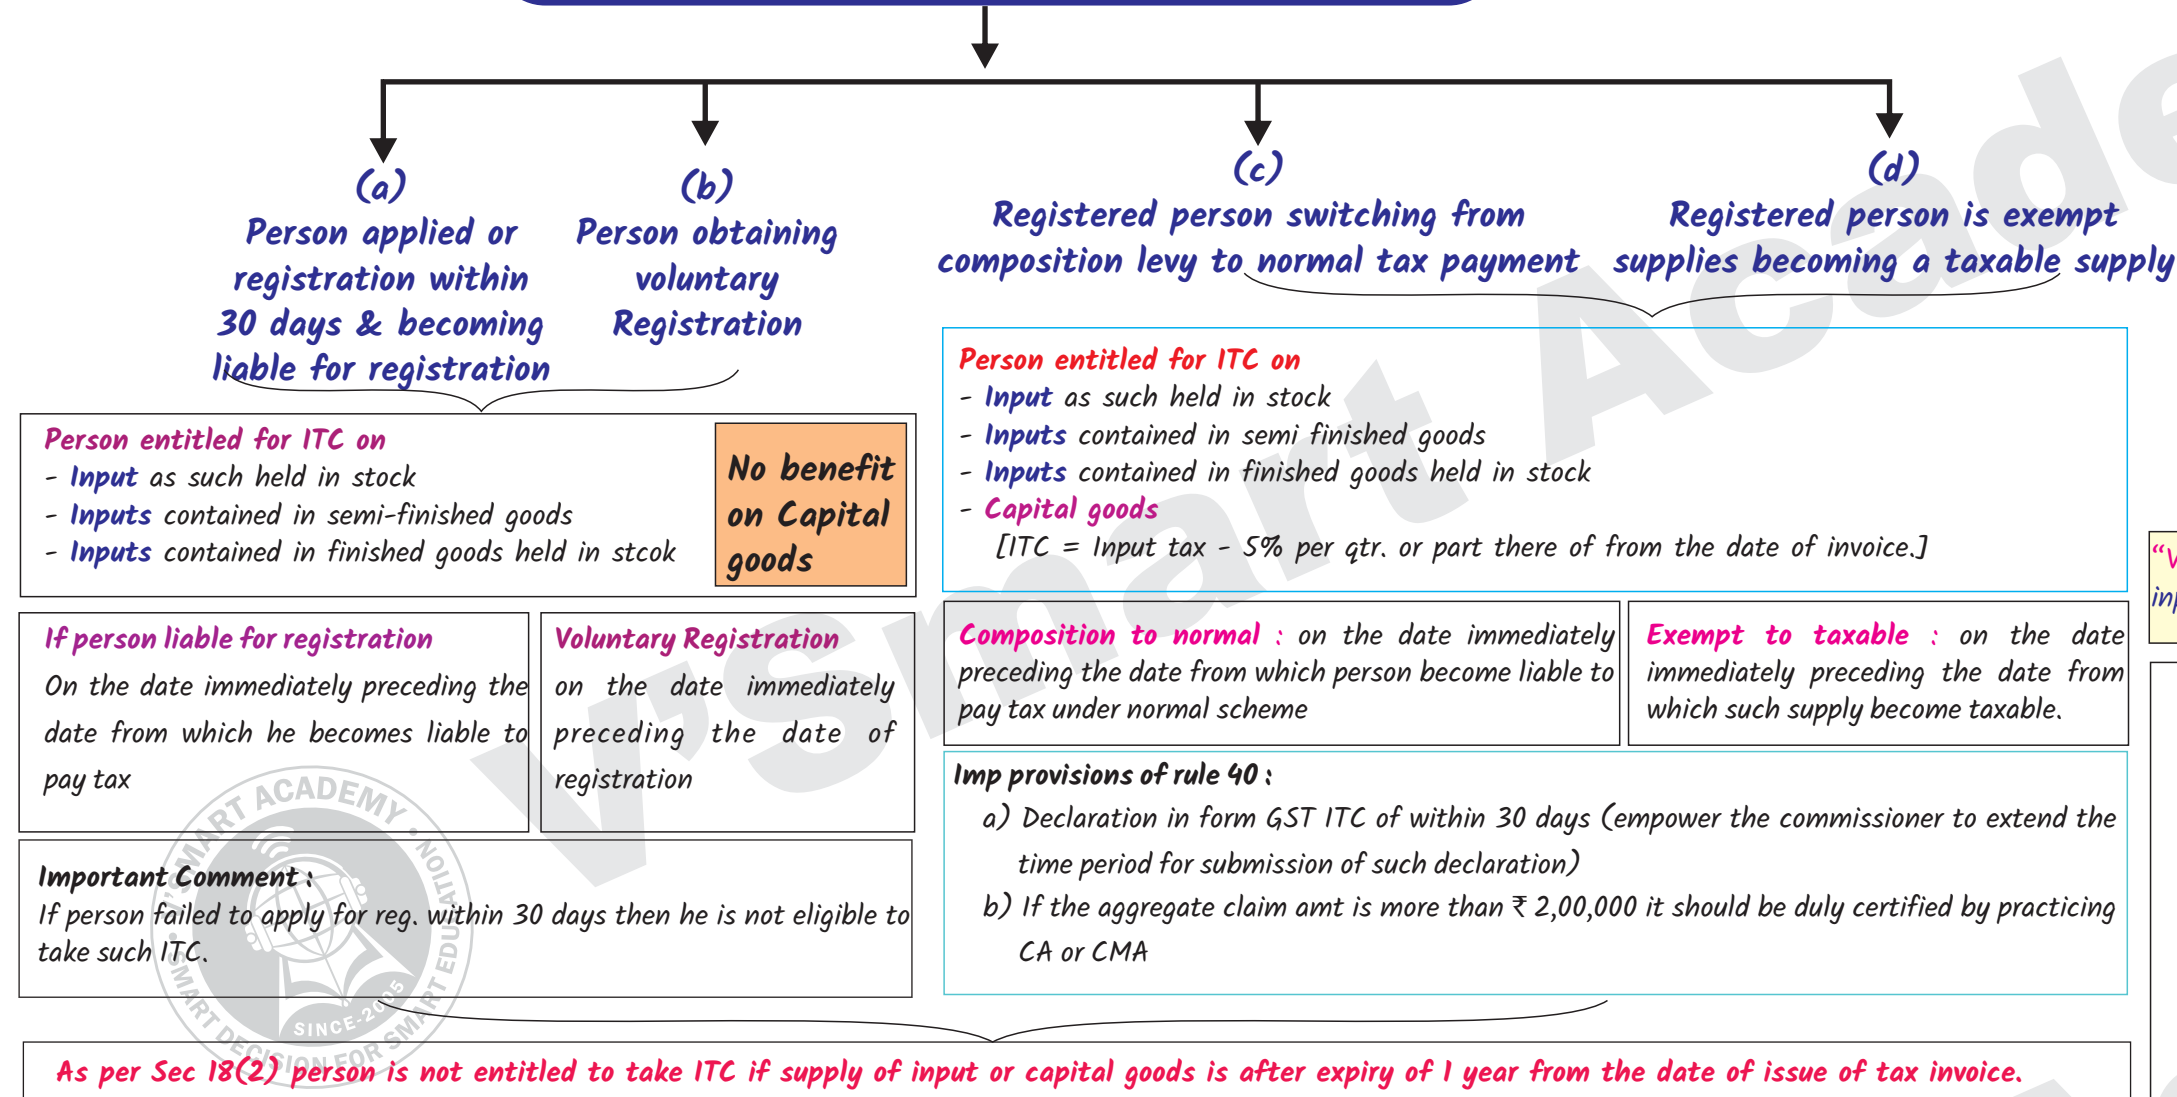 (a)
Person applied or
registration within
30 days & becoming
liable for registration
(b)
Person obtaining
voluntary
Registration
(c)
Registered person switching from
composition levy to normal tax payment
(d)
Registered person is exempt
supplies becoming a taxable supply
Person entitled for ITC on
- Input as such held in stock
- Inputs contained in semi-finished goods
- Inputs contained in finished goods held in stcok
No benefit
on Capital
goods
Person entitled for ITC on
- Input as such held in stock
- Inputs contained in semi finished goods
- Inputs contained in finished goods held in stock
- Capital goods
[ITC = Input tax - 5% per qtr. or part there of from the date of invoice.]
If person liable for registration
On the date immediately preceding the
date from which he becomes liable to
pay tax
Voluntary Registration
on the date immediately
preceding the date of
registration
Composition to normal : on the date immediately
preceding the date from which person become liable to
pay tax under normal scheme
Exempt to taxable : on the date
immediately preceding the date from
which such supply become taxable.
Important Comment :
If person failed to apply for reg. within 30 days then he is not eligible to
take such ITC.
Imp provisions of rule 40 :
a) Declaration in form GST ITC of within 30 days (empower the commissioner to extend the
time period for submission of such declaration)
b) If the aggregate claim amt is more than ₹ 2,00,000 it should be duly certified by practicing
CA or CMA
As per Sec 18(2) person is not entitled to take ITC if supply of input or capital goods is after expiry of 1 year from the date of issue of tax invoice.
V'SMART ACADEMY
SMART DECISION FOR SMART EDUCATION
SINCE-2005
V'Smart Acade